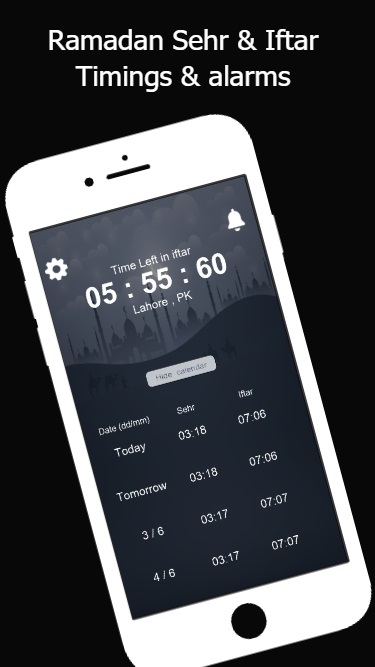 Ramadan Sehr & Iftar
Timings & alarms
Time Left in iftar
05 : 55 : 60
Lahore , PK
Hide calendar
Date (dd/mm) Sehr Iftar
Today 03:18 07:06
Tomorrow 03:18 07:06
3 / 6 03:17 07:07
4 / 6 03:17 07:07